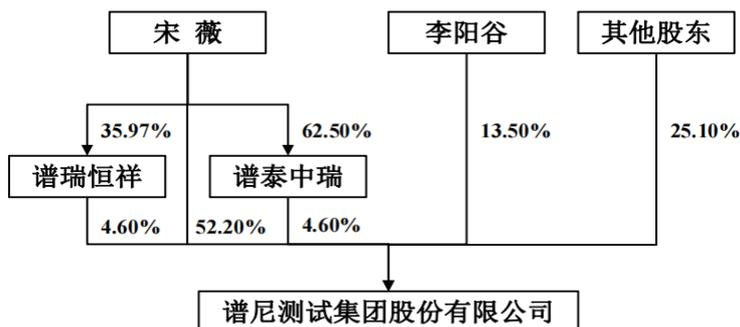 宋 薇
李阳谷
其他股东
35.97%
62.50%
13.50%
25.10%
谱瑞恒祥
谱泰中瑞
4.60%
52.20%
4.60%
谱尼测试集团股份有限公司